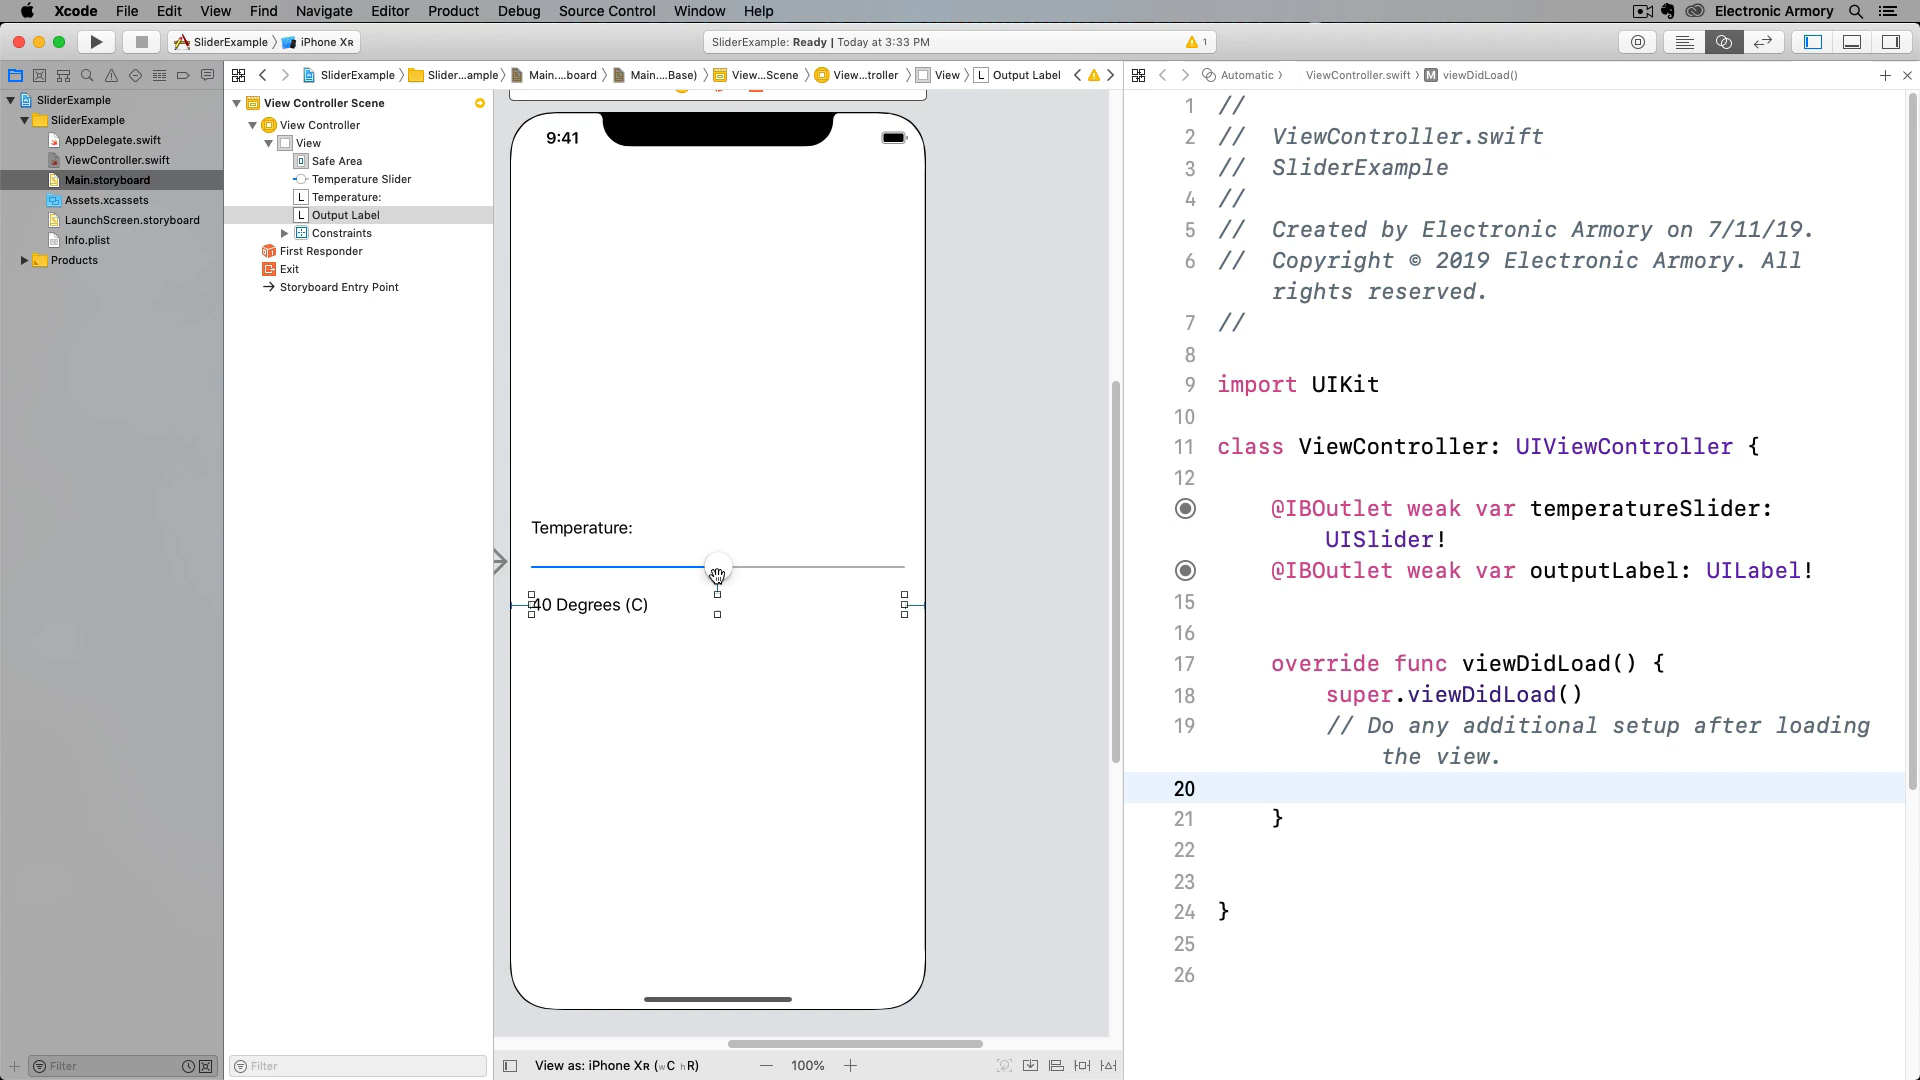 Xcode File Edit View Find Navigate Editor Product Debug Source Control Window Help
Electronic Armory
SliderExample iPhone XR
SliderExample: Ready | Today at 3:33 PM
1
SliderExample Slider...ample Main....board Main....Base) View...Scene View...troller View L Output Label
Automatic ViewController.swift M viewDidLoad()
SliderExample
SliderExample
AppDelegate.swift
ViewController.swift
Main.storyboard
Assets.xcassets
LaunchScreen.storyboard
Info.plist
Products
Filter
View Controller Scene
View Controller
View
Safe Area
Temperature Slider
L Temperature:
L Output Label
Constraints
First Responder
Exit
Storyboard Entry Point
Filter
9:41
Temperature:
40 Degrees (C)
View as: iPhone XR (wC hR)
100%
1 //
2 //  ViewController.swift
3 //  SliderExample
4 //
5 //  Created by Electronic Armory on 7/11/19.
6 //  Copyright © 2019 Electronic Armory. All
rights reserved.
7 //
8
9 import UIKit
10
11 class ViewController: UIViewController {
12
@IBOutlet weak var temperatureSlider:
UISlider!
@IBOutlet weak var outputLabel: UILabel!
15
16
17 override func viewDidLoad() {
18 super.viewDidLoad()
19 // Do any additional setup after loading
the view.
20
21 }
22
23
24 }
25
26